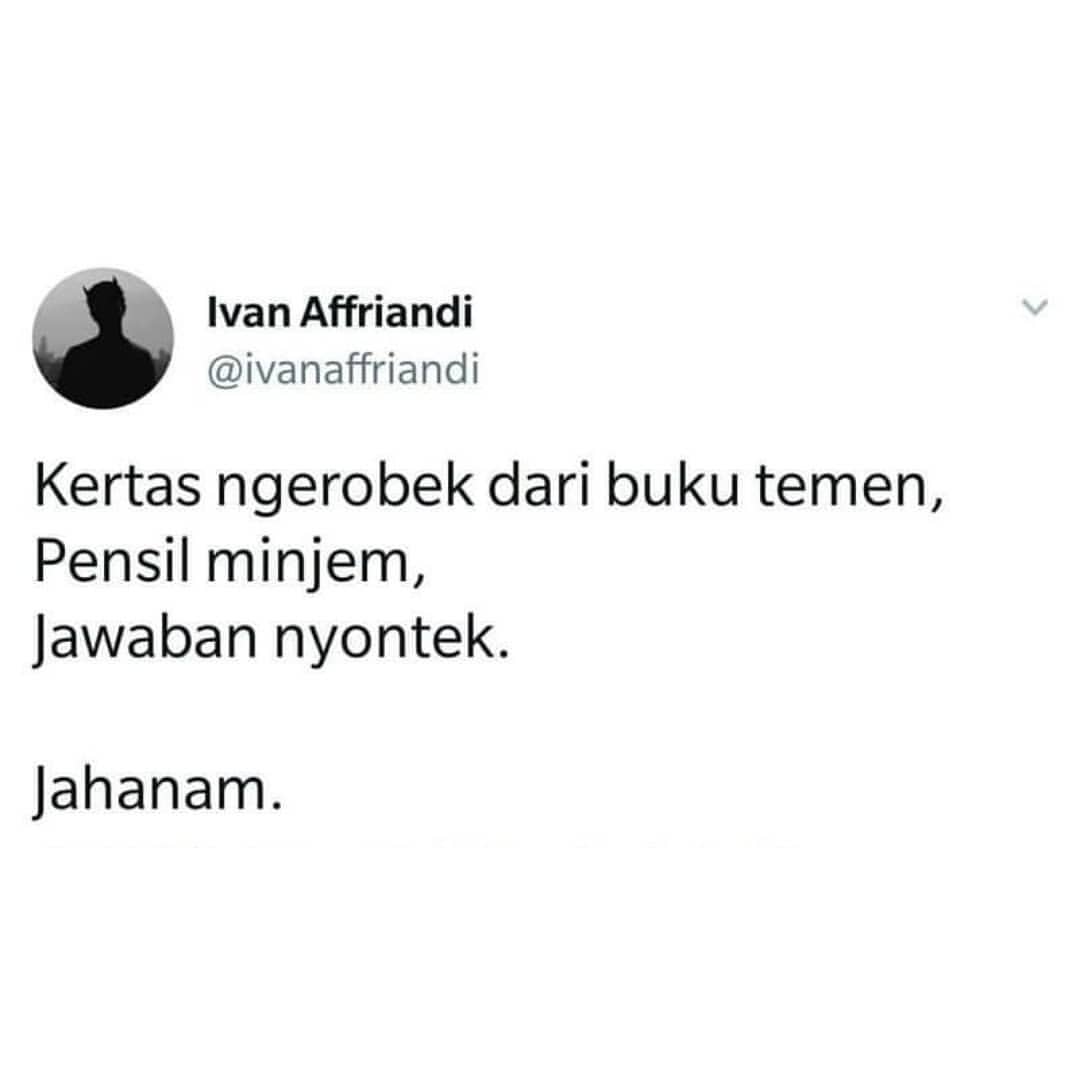 Ivan Affriandi
@ivanaffriandi
Kertas ngerobek dari buku temen,
Pensil minjem,
Jawaban nyontek.
Jahanam.